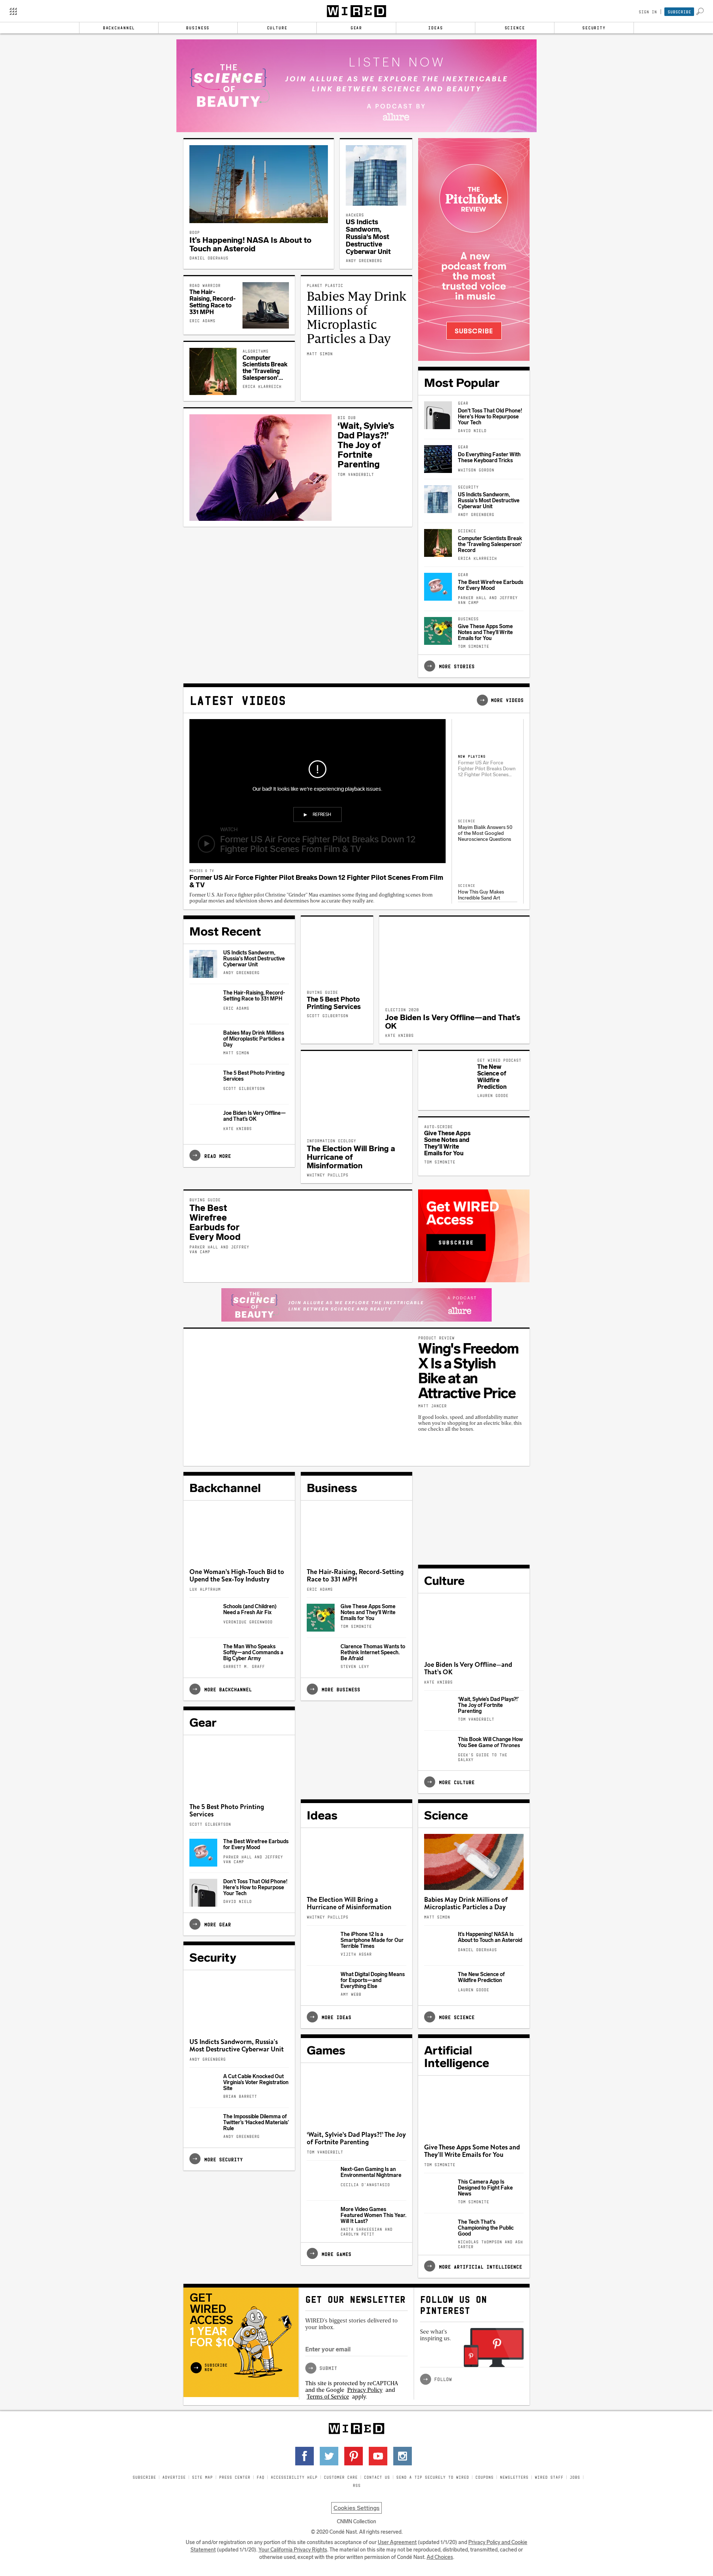 WIRED
SIGN IN
SUBSCRIBE
BACKCHANNEL
BUSINESS
CULTURE
GEAR
IDEAS
SCIENCE
SECURITY
THE
SCIENCE
OF
BEAUTY
LISTEN NOW
JOIN ALLURE AS WE EXPLORE THE INEXTRICABLE
LINK BETWEEN SCIENCE AND BEAUTY
A PODCAST BY
allure
ROOP
It's Happening! NASA Is About to
Touch an Asteroid
DANIEL OBERHAUS
HACKERS
US Indicts
Sandworm,
Russia's Most
Destructive
Cyberwar Unit
ANDY GREENBERG
THE
Pitchfork
REVIEW
A new
podcast from
the most
trusted voice
in music
SUBSCRIBE
ROAD WARRIOR
The Hair-
Raising, Record-
Setting Race to
331 MPH
ERIC ADAMS
PLANET PLASTIC
Babies May Drink
Millions of
Microplastic
Particles a Day
MATT SIMON
ALGORITHMS
Computer
Scientists Break
the 'Traveling
Salesperson'...
ERICA KLARREICH
BIG DUB
'Wait, Sylvie's
Dad Plays?!'
The Joy of
Fortnite
Parenting
TOM VANDERBILT
Most Popular
GEAR
Don't Toss That Old Phone!
Here's How to Repurpose
Your Tech
DAVID NIELD
GEAR
Do Everything Faster With
These Keyboard Tricks
WHITSON GORDON
SECURITY
US Indicts Sandworm,
Russia's Most Destructive
Cyberwar Unit
ANDY GREENBERG
SCIENCE
Computer Scientists Break
the 'Traveling Salesperson'
Record
ERICA KLARREICH
GEAR
The Best Wirefree Earbuds
for Every Mood
PARKER HALL AND JEFFREY
VAN CAMP
BUSINESS
Give These Apps Some
Notes and They'll Write
Emails for You
TOM SIMONITE
MORE STORIES
LATEST VIDEOS
MORE VIDEOS
Our bad! It looks like we're experiencing playback issues.
REFRESH
WATCH
Former US Air Force Fighter Pilot Breaks Down 12
Fighter Pilot Scenes From Film & TV
NOW PLAYING
Former US Air Force
Fighter Pilot Breaks Down
12 Fighter Pilot Scenes...
SCIENCE
Mayim Bialik Answers 50
of the Most Googled
Neuroscience Questions
SCIENCE
How This Guy Makes
Incredible Sand Art
MOVIES & TV
Former US Air Force Fighter Pilot Breaks Down 12 Fighter Pilot Scenes From Film
& TV
Former U.S. Air Force fighter pilot Christine "Grinder" Mau examines some flying and dogfighting scenes from
popular movies and television shows and determines how accurate they really are.
Most Recent
US Indicts Sandworm,
Russia's Most Destructive
Cyberwar Unit
ANDY GREENBERG
The Hair-Raising, Record-
Setting Race to 331 MPH
ERIC ADAMS
Babies May Drink Millions
of Microplastic Particles a
Day
MATT SIMON
The 5 Best Photo Printing
Services
SCOTT GILBERTSON
Joe Biden Is Very Offline—
and That's OK
KATE KNIBBS
READ MORE
BUYING GUIDE
The 5 Best Photo
Printing Services
SCOTT GILBERTSON
ELECTION 2020
Joe Biden Is Very Offline—and That's
OK
KATE KNIBBS
INFORMATION ECOLOGY
The Election Will Bring a
Hurricane of
Misinformation
WHITNEY PHILLIPS
GET WIRED PODCAST
The New
Science of
Wildfire
Prediction
LAUREN GOODE
AUTO-SCRIBE
Give These Apps
Some Notes and
They'll Write
Emails for You
TOM SIMONITE
BUYING GUIDE
The Best
Wirefree
Earbuds for
Every Mood
PARKER HALL AND JEFFREY
VAN CAMP
Get WIRED
Access
SUBSCRIBE
THE
SCIENCE
OF
BEAUTY
JOIN ALLURE AS WE EXPLORE THE INEXTRICABLE
LINK BETWEEN SCIENCE AND BEAUTY
A PODCAST
BY
allure
PRODUCT REVIEW
Wing's Freedom
X Is a Stylish
Bike at an
Attractive Price
MATT JANCER
If good looks, speed, and affordability matter
when you're shopping for an electric bike, this
one checks all the boxes.
Backchannel
One Woman's High-Touch Bid to
Upend the Sex-Toy Industry
LUX ALPTRAUM
Schools (and Children)
Need a Fresh Air Fix
VERONIQUE GREENWOOD
The Man Who Speaks
Softly—and Commands a
Big Cyber Army
GARRETT M. GRAFF
MORE BACKCHANNEL
Business
The Hair-Raising, Record-Setting
Race to 331 MPH
ERIC ADAMS
Give These Apps Some
Notes and They'll Write
Emails for You
TOM SIMONITE
Clarence Thomas Wants to
Rethink Internet Speech.
Be Afraid
STEVEN LEVY
MORE BUSINESS
Culture
Joe Biden Is Very Offline—and
That's OK
KATE KNIBBS
'Wait, Sylvie's Dad Plays?!'
The Joy of Fortnite
Parenting
TOM VANDERBILT
This Book Will Change How
You See Game of Thrones
GEEK'S GUIDE TO THE
GALAXY
MORE CULTURE
Gear
The 5 Best Photo Printing
Services
SCOTT GILBERTSON
The Best Wirefree Earbuds
for Every Mood
PARKER HALL AND JEFFREY
VAN CAMP
Don't Toss That Old Phone!
Here's How to Repurpose
Your Tech
DAVID NIELD
MORE GEAR
Ideas
The Election Will Bring a
Hurricane of Misinformation
WHITNEY PHILLIPS
The iPhone 12 Is a
Smartphone Made for Our
Terrible Times
VIJITH ASSAR
What Digital Doping Means
for Esports—and
Everything Else
AMY WEBB
MORE IDEAS
Science
Babies May Drink Millions of
Microplastic Particles a Day
MATT SIMON
It's Happening! NASA Is
About to Touch an Asteroid
DANIEL OBERHAUS
The New Science of
Wildfire Prediction
LAUREN GOODE
MORE SCIENCE
Security
US Indicts Sandworm, Russia's
Most Destructive Cyberwar Unit
ANDY GREENBERG
A Cut Cable Knocked Out
Virginia's Voter Registration
Site
BRIAN BARRETT
The Impossible Dilemma of
Twitter's 'Hacked Materials'
Rule
ANDY GREENBERG
MORE SECURITY
Games
'Wait, Sylvie's Dad Plays?!' The Joy
of Fortnite Parenting
TOM VANDERBILT
Next-Gen Gaming Is an
Environmental Nightmare
CECILIA D'ANASTASIO
More Video Games
Featured Women This Year.
Will It Last?
ANITA SARKEESIAN AND
CAROLYN PETIT
MORE GAMES
Artificial
Intelligence
Give These Apps Some Notes and
They'll Write Emails for You
TOM SIMONITE
This Camera App Is
Designed to Fight Fake
News
TOM SIMONITE
The Tech That's
Championing the Public
Good
NICHOLAS THOMPSON AND ASH
CARTER
MORE ARTIFICIAL INTELLIGENCE
GET
WIRED
ACCESS
1 YEAR
FOR $10
SUBSCRIBE
NOW
GET OUR NEWSLETTER
WIRED's biggest stories delivered to
your inbox.
Enter your email
SUBMIT
This site is protected by reCAPTCHA
and the Google Privacy Policy and
Terms of Service apply.
FOLLOW US ON
PINTEREST
See what's
inspiring us.
FOLLOW
WIRED
SUBSCRIBE | ADVERTISE | SITE MAP | PRESS CENTER | FAQ | ACCESSIBILITY HELP | CUSTOMER CARE | CONTACT US | SEND A TIP SECURELY TO WIRED | COUPONS | NEWSLETTERS | WIRED STAFF | JOBS |
RSS
Cookies Settings
CNMN Collection
© 2020 Condé Nast. All rights reserved.
Use of and/or registration on any portion of this site constitutes acceptance of our User Agreement (updated 1/1/20) and Privacy Policy and Cookie
Statement (updated 1/1/20). Your California Privacy Rights. The material on this site may not be reproduced, distributed, transmitted, cached or
otherwise used, except with the prior written permission of Condé Nast. Ad Choices.